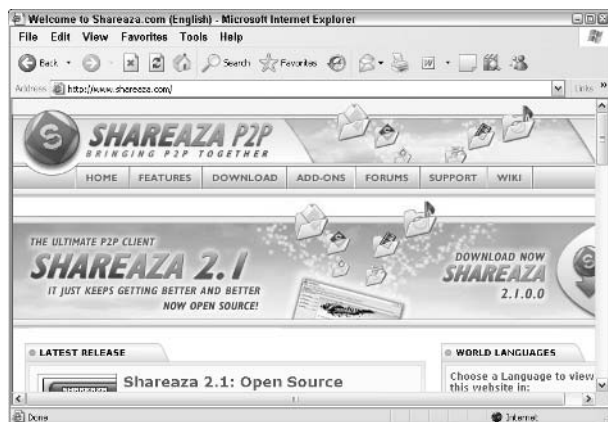 Welcome to Shareaza.com (English) - Microsoft Internet Explorer
File Edit View Favorites Tools Help
Back Search Favorites
Address http://www.shareaza.com/ Links »
SHAREAZA P2P
BRINGING P2P TOGETHER
HOME FEATURES DOWNLOAD ADD-ONS FORUMS SUPPORT WIKI
THE ULTIMATE P2P CLIENT
SHAREAZA 2.1
IT JUST KEEPS GETTING BETTER AND BETTER
NOW OPEN SOURCE!
DOWNLOAD NOW
SHAREAZA
2.1.0.0
LATEST RELEASE
Shareaza 2.1: Open Source
WORLD LANGUAGES
Choose a Language to view
this website in:
Done Internet